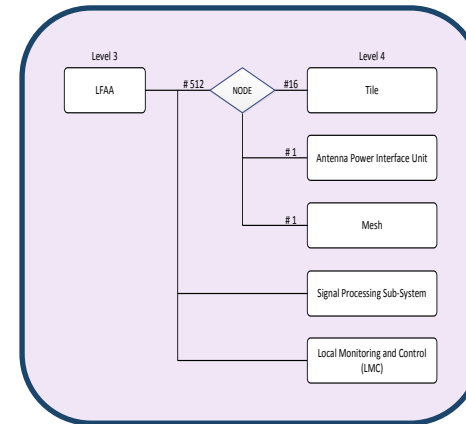 Level 3
Level 4
LFAA
# 512
NODE
#16
Tile
# 1
Antenna Power Interface Unit
# 1
Mesh
Signal Processing Sub-System
Local Monitoring and Control
(LMC)